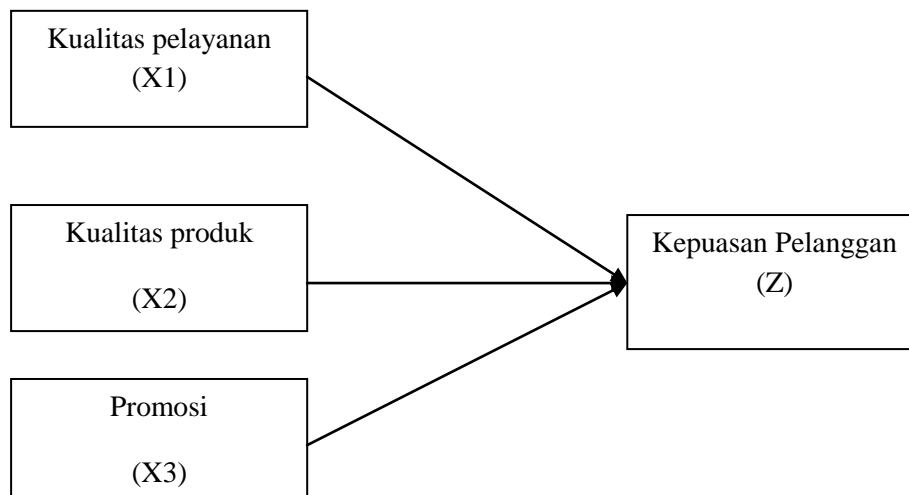 Kualitas pelayanan
(X1)
Kualitas produk
(X2)
Promosi
(X3)
Kepuasan Pelanggan
(Z)